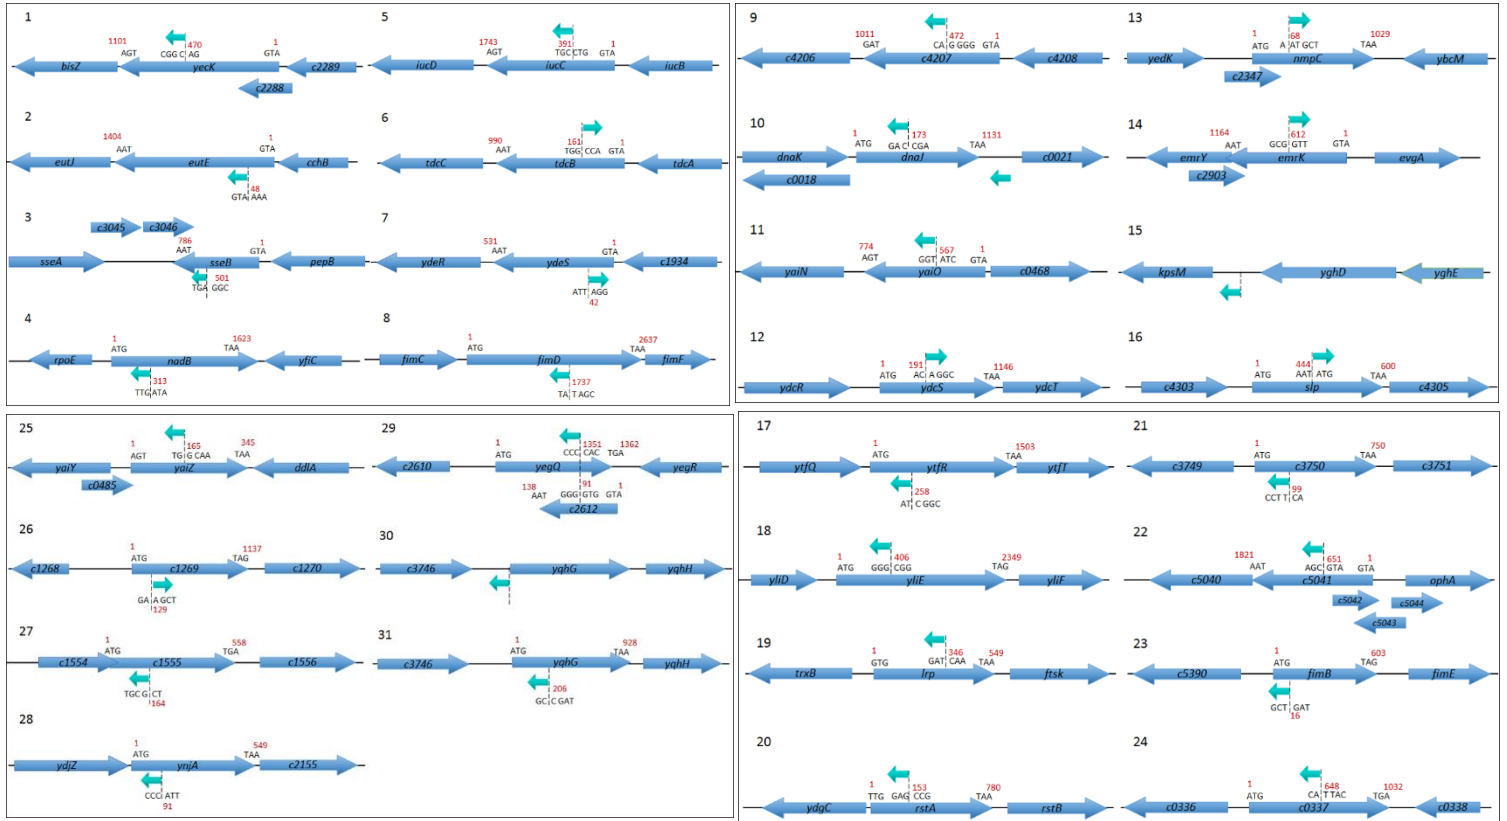 1
1101 AGT CGG C 470 AG 1 GTA
bisZ yecK c2289
c2288
2
1404 AAT 1 GTA
eutJ eutE cchB
48
GTA AAA
3
c3045 c3046
786 AAT 1 GTA
sseA sseB pepB
501
TGA GGC
4
1 ATG 1623 TAA
rpoE nadB yfiC
313
TTG ATA
5
1743 AGT 391 TGC CTG 1 GTA
iucD iucC iucB
6
990 AAT 161 TGG CCA 1 GTA
tdcC tdcB tdcA
7
531 AAT 1 GTA
ydeR ydeS c1934
ATT AGG
42
8
1 ATG 2637 TAA
fimC fimD fimF
1737
TA T AGC
9
1011 GAT 472 CA G GGG 1 GTA
c4206 c4207 c4208
10
1 ATG 173 GA C CGA 1131 TAA
dnaK dnaJ c0021
c0018
11
774 AGT 567 GGT ATC 1 GTA
yaiN yaiO c0468
12
1 ATG 191 AC A GGC 1146 TAA
ydcR ydcS ydcT
13
1 ATG 68 A AT GCT 1029 TAA
yedK nmpC ybcM
c2347
14
1164 AAT 612 GCG GTT 1 GTA
emrY emrK evgA
c2903
15
kpsM yghD yghE
16
1 ATG 444 AAT ATG 600 TAA
c4303 slp c4305
25
1 AGT 165 TG G CAA 345 TAA
yaiY yaiZ ddlA
c0485
26
1 ATG 1137 TAG
c1268 c1269 c1270
GA A GCT
129
27
1 ATG 558 TGA
c1554 c1555 c1556
TGC G CT
164
28
1 ATG 549 TAA
ydjZ ynjA c2155
CCC ATT
91
29
1 ATG 1351 CCC CAC 1362 TGA
c2610 yegQ yegR
138 AAT 91 GGG GTG 1 GTA
c2612
30
c3746 yqhG yqhH
31
1 ATG 928 TAA
c3746 yqhG yqhH
206
GC C GAT
17
1 ATG 1503 TAA
ytfQ ytfR ytfT
258
AT C GGC
18
1 ATG 406 GGG CGG 2349 TAG
yliD yliE yliF
19
1 GTG 346 GAT CAA 549 TAA
trxB lrp ftsk
20
1 TTG 153 GAG CCG 780 TAA
ydgC rstA rstB
21
1 ATG 750 TAA
c3749 c3750 c3751
99
CCT T CA
22
1821 AAT 651 AGC GTA 1 GTA
c5040 c5041 ophA
c5042 c5044
c5043
23
1 ATG 603 TAG
c5390 fimB fimE
GCT GAT
16
24
1 ATG 648 CA T TAC 1032 TGA
c0336 c0337 c0338